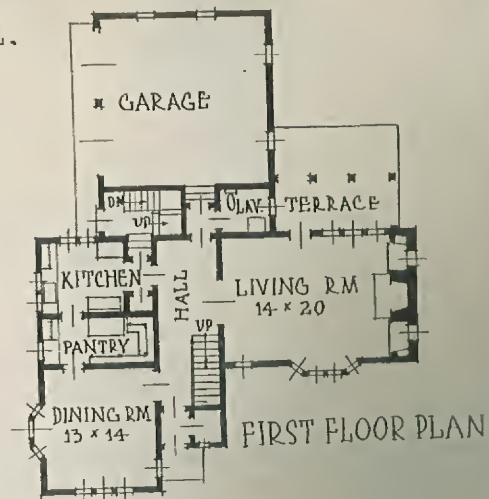 GARAGE
DN
UP
LAV.
TERRACE
KITCHEN
HALL
LIVING RM
14 x 20
PANTRY
UP
DINING RM
13 x 14
FIRST FLOOR PLAN